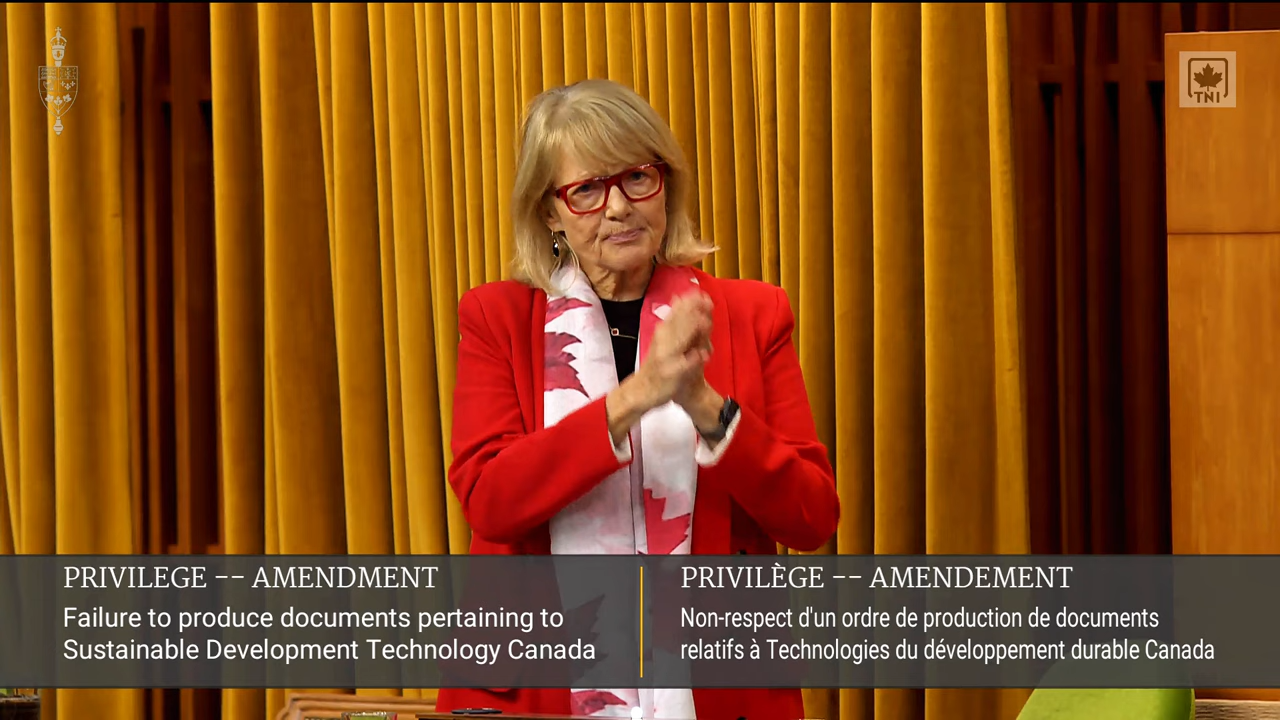 TNI
PRIVILEGE -- AMENDMENT
Failure to produce documents pertaining to
Sustainable Development Technology Canada
PRIVILÈGE -- AMENDEMENT
Non-respect d'un ordre de production de documents
relatifs à Technologies du développement durable Canada